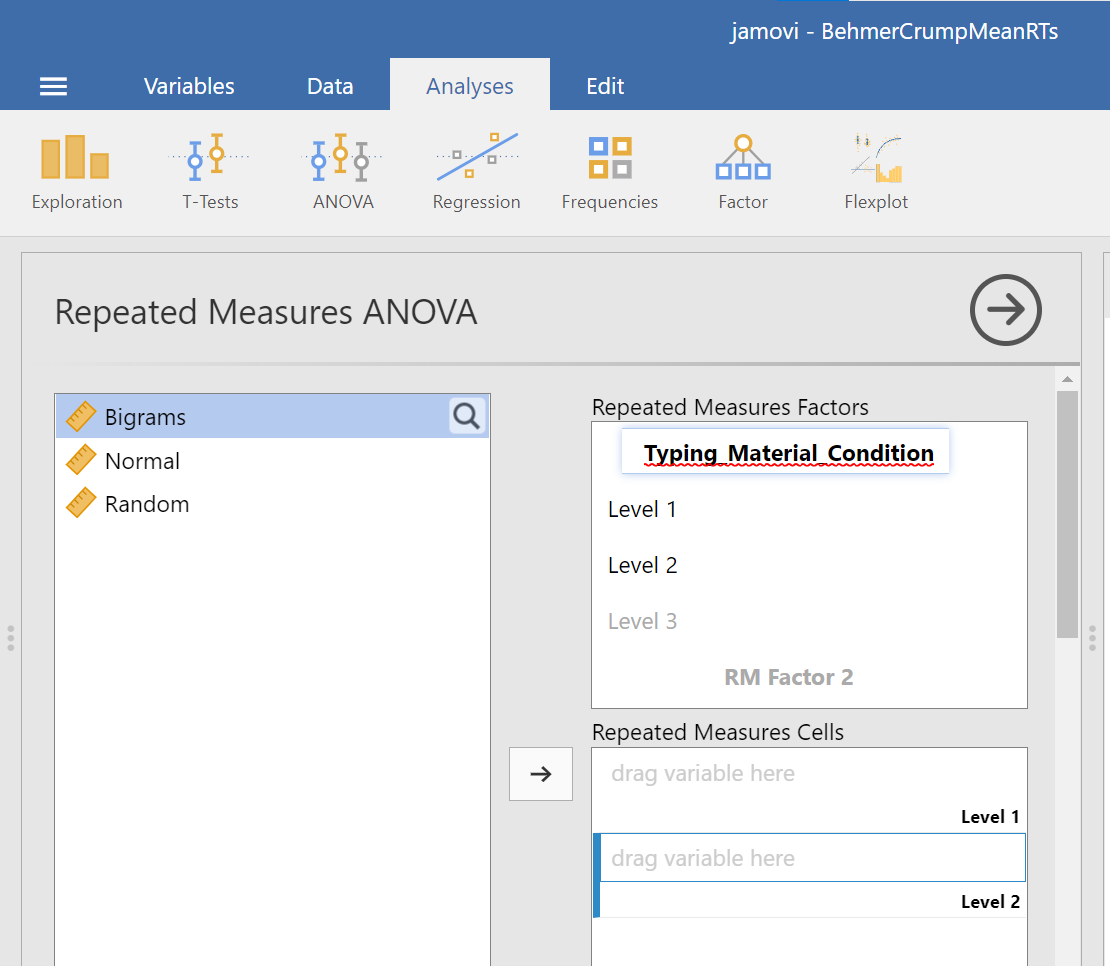 jamovi - BehmerCrumpMeanRTs
Variables Data Analyses Edit
Exploration T-Tests ANOVA Regression Frequencies Factor Flexplot
Repeated Measures ANOVA
Bigrams
Normal
Random
Repeated Measures Factors
Typing_Material_Condition
Level 1
Level 2
Level 3
RM Factor 2
Repeated Measures Cells
drag variable here
Level 1
drag variable here
Level 2